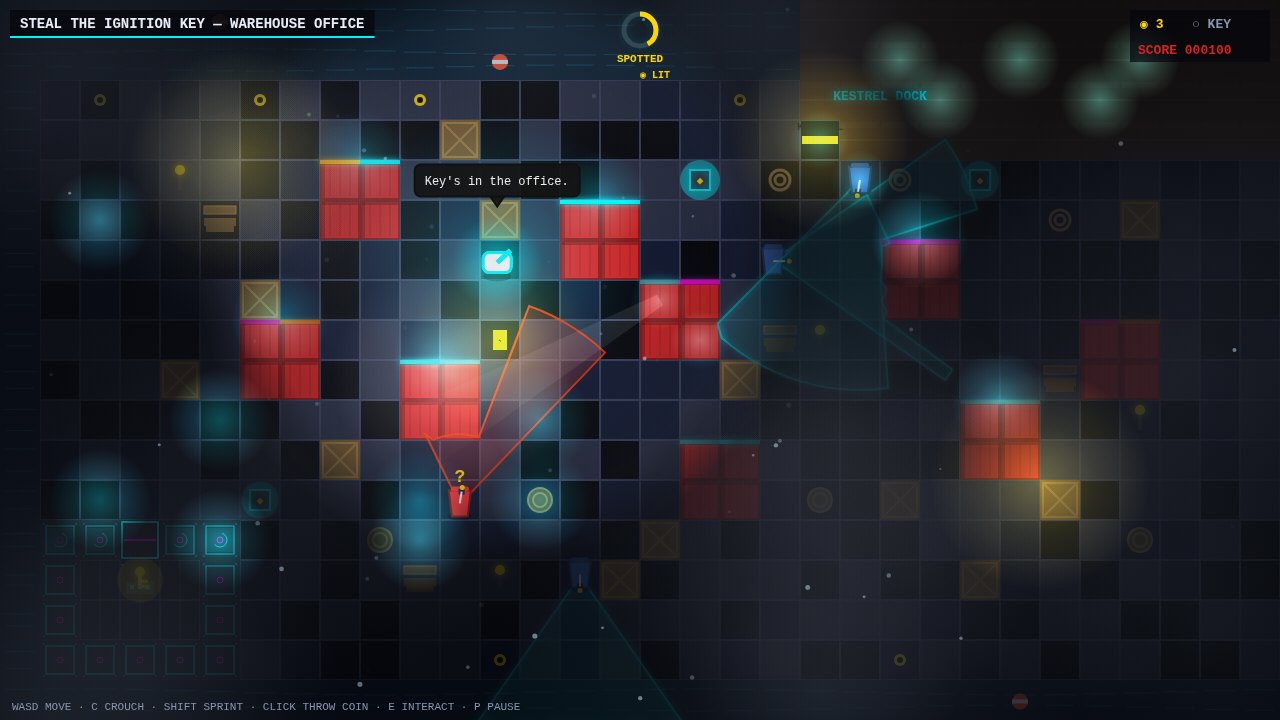 STEAL THE IGNITION KEY — WAREHOUSE OFFICE
SPOTTED
◉ LIT
◉ 3 ○ KEY
SCORE 000100
KESTREL DOCK
Key's in the office.
?
WASD MOVE · C CROUCH · SHIFT SPRINT · CLICK THROW COIN · E INTERACT · P PAUSE